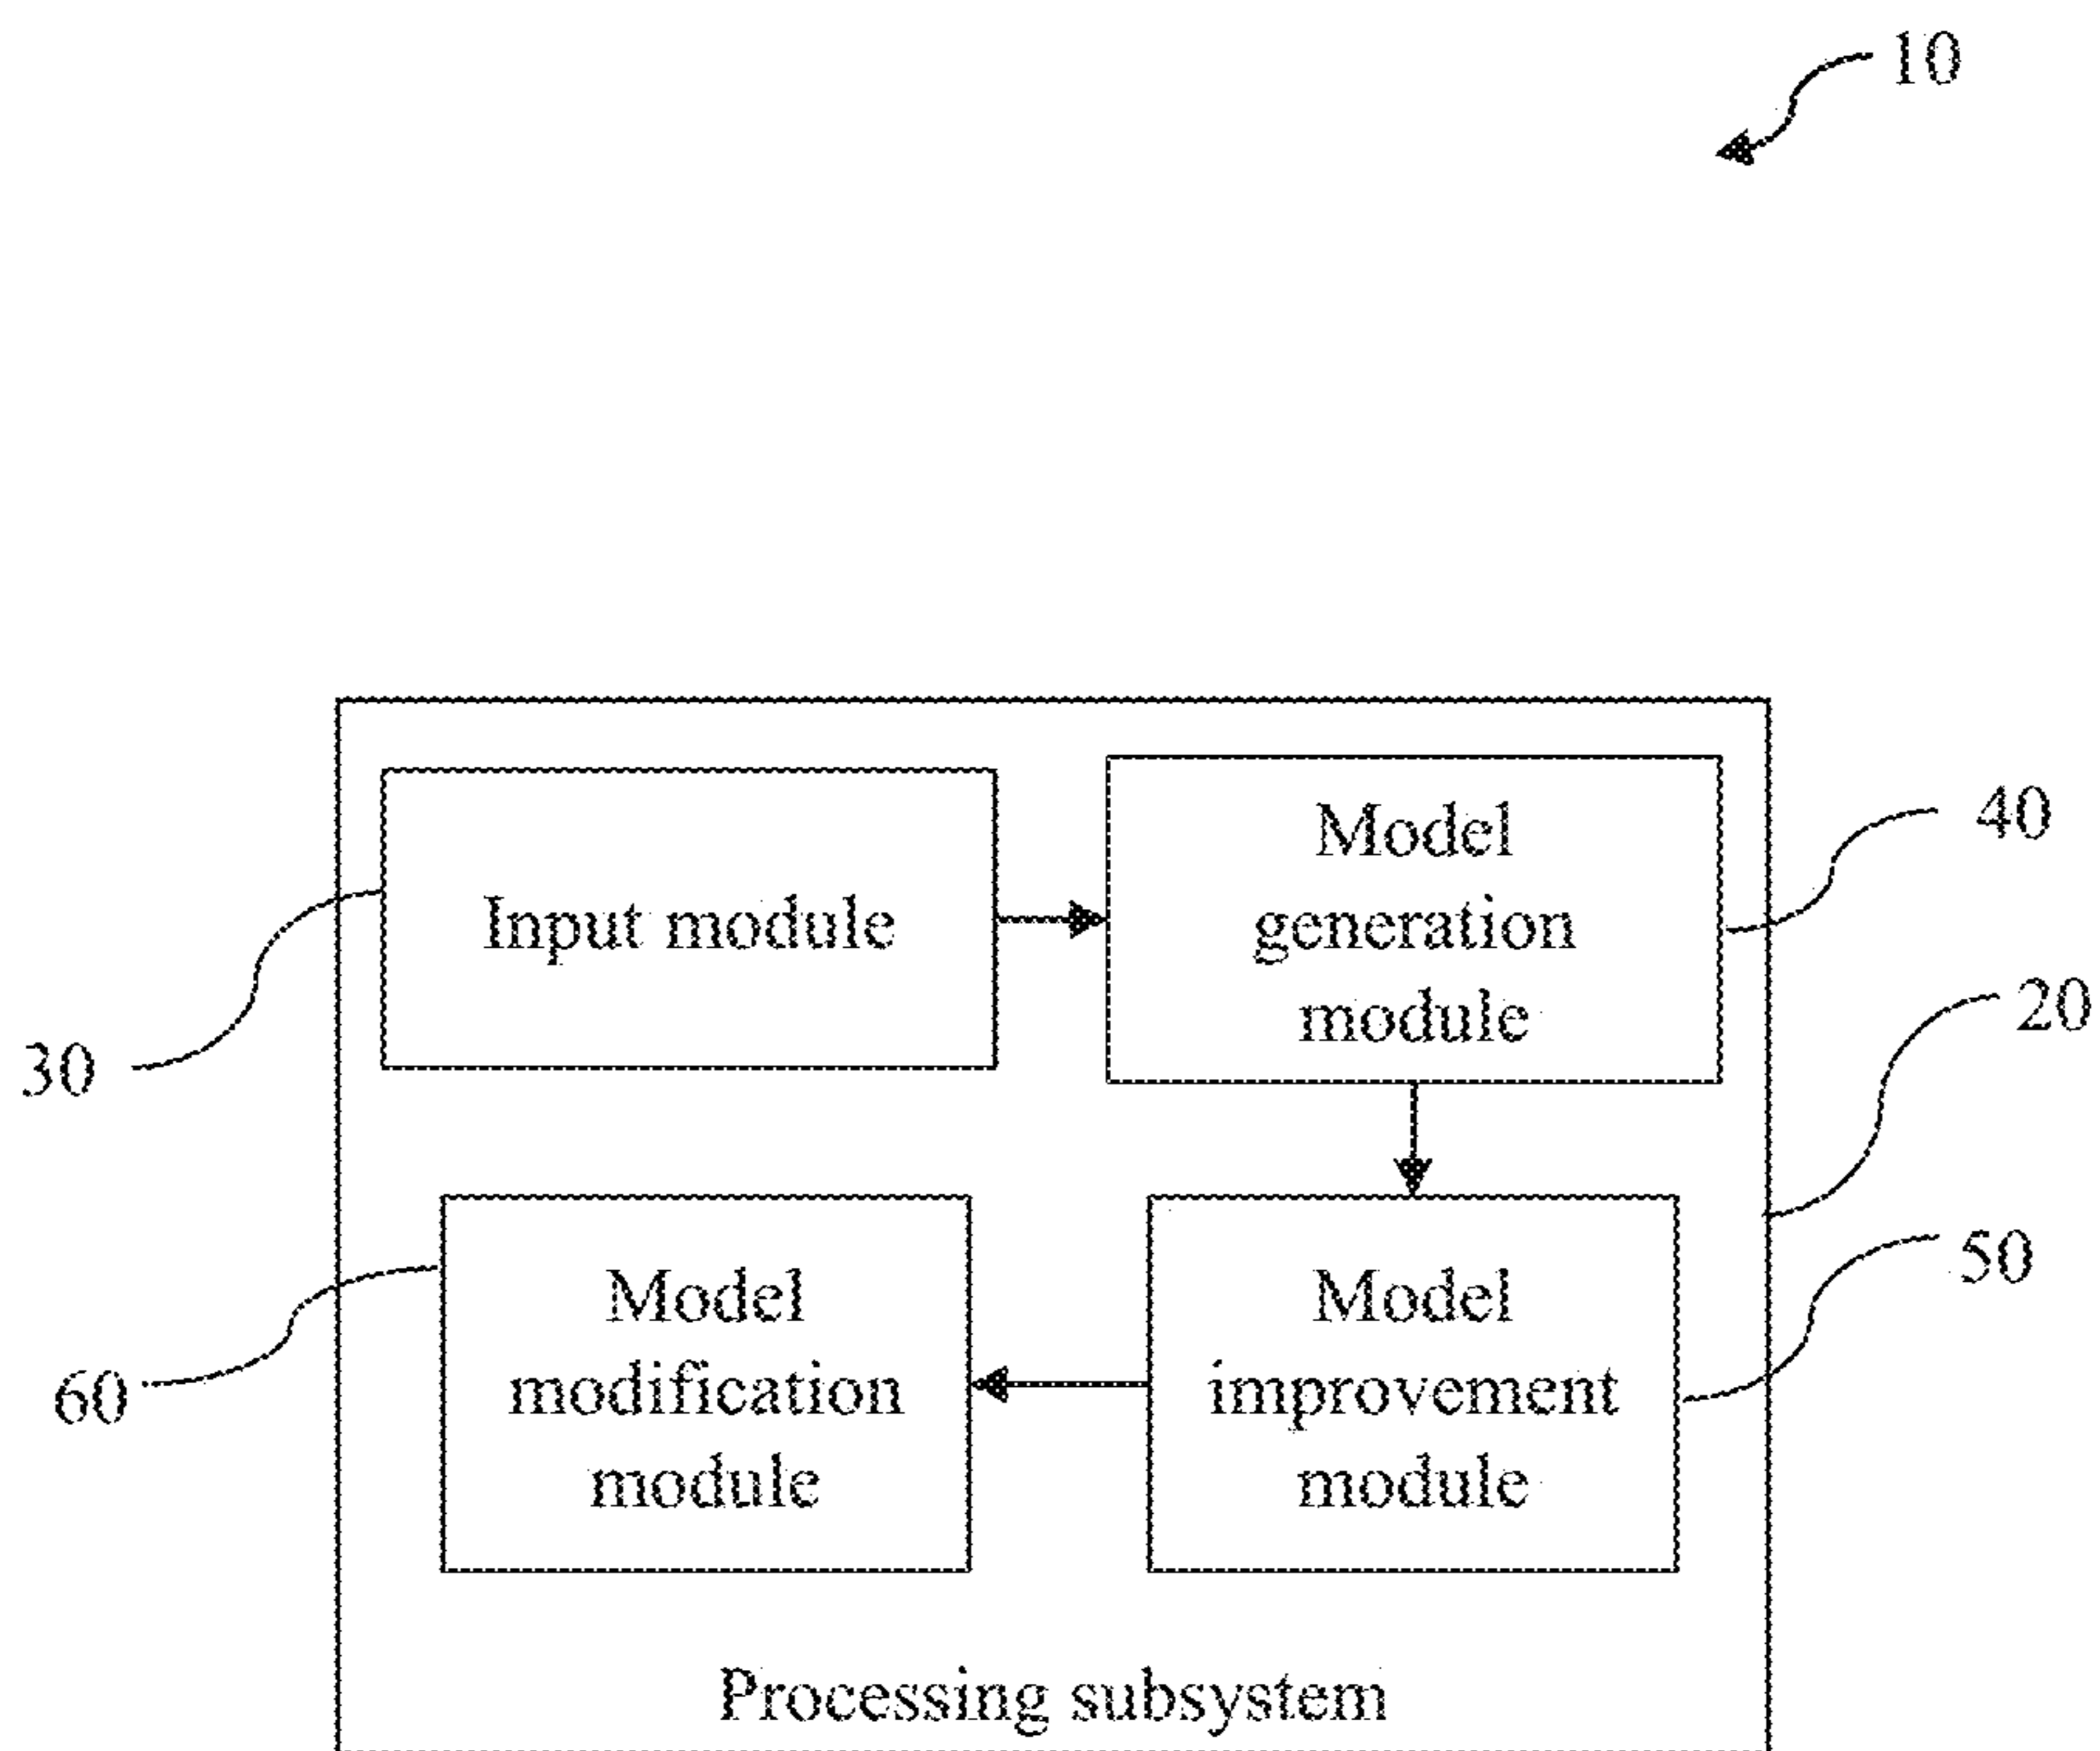 10
Input module
Model
generation
module
40
20
30
Model
modification
module
Model
improvement
module
50
60
Processing subsystem